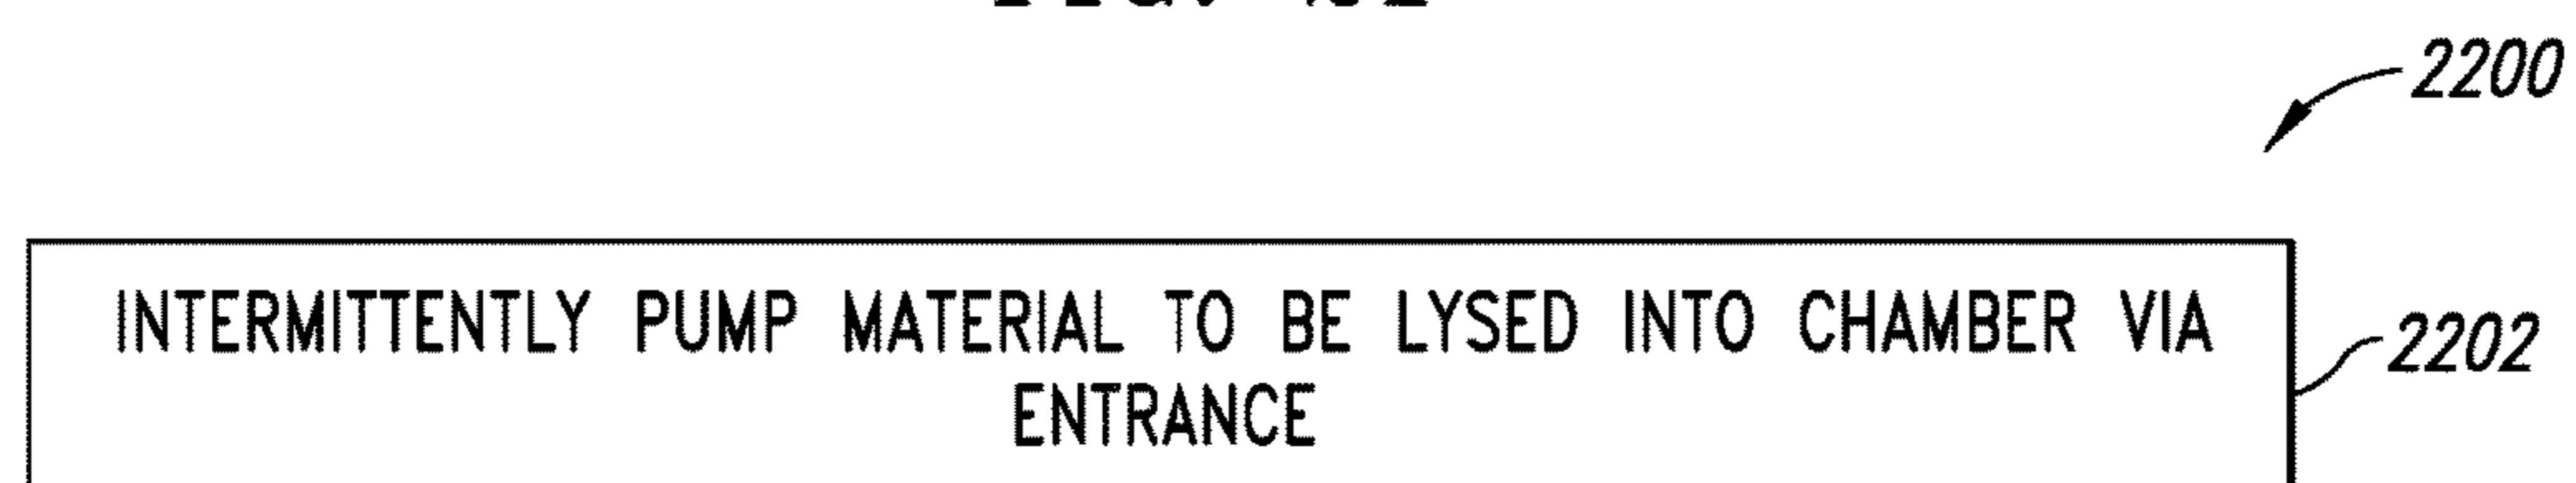 2200
INTERMITTENTLY PUMP MATERIAL TO BE LYSED INTO CHAMBER VIA
ENTRANCE
2202